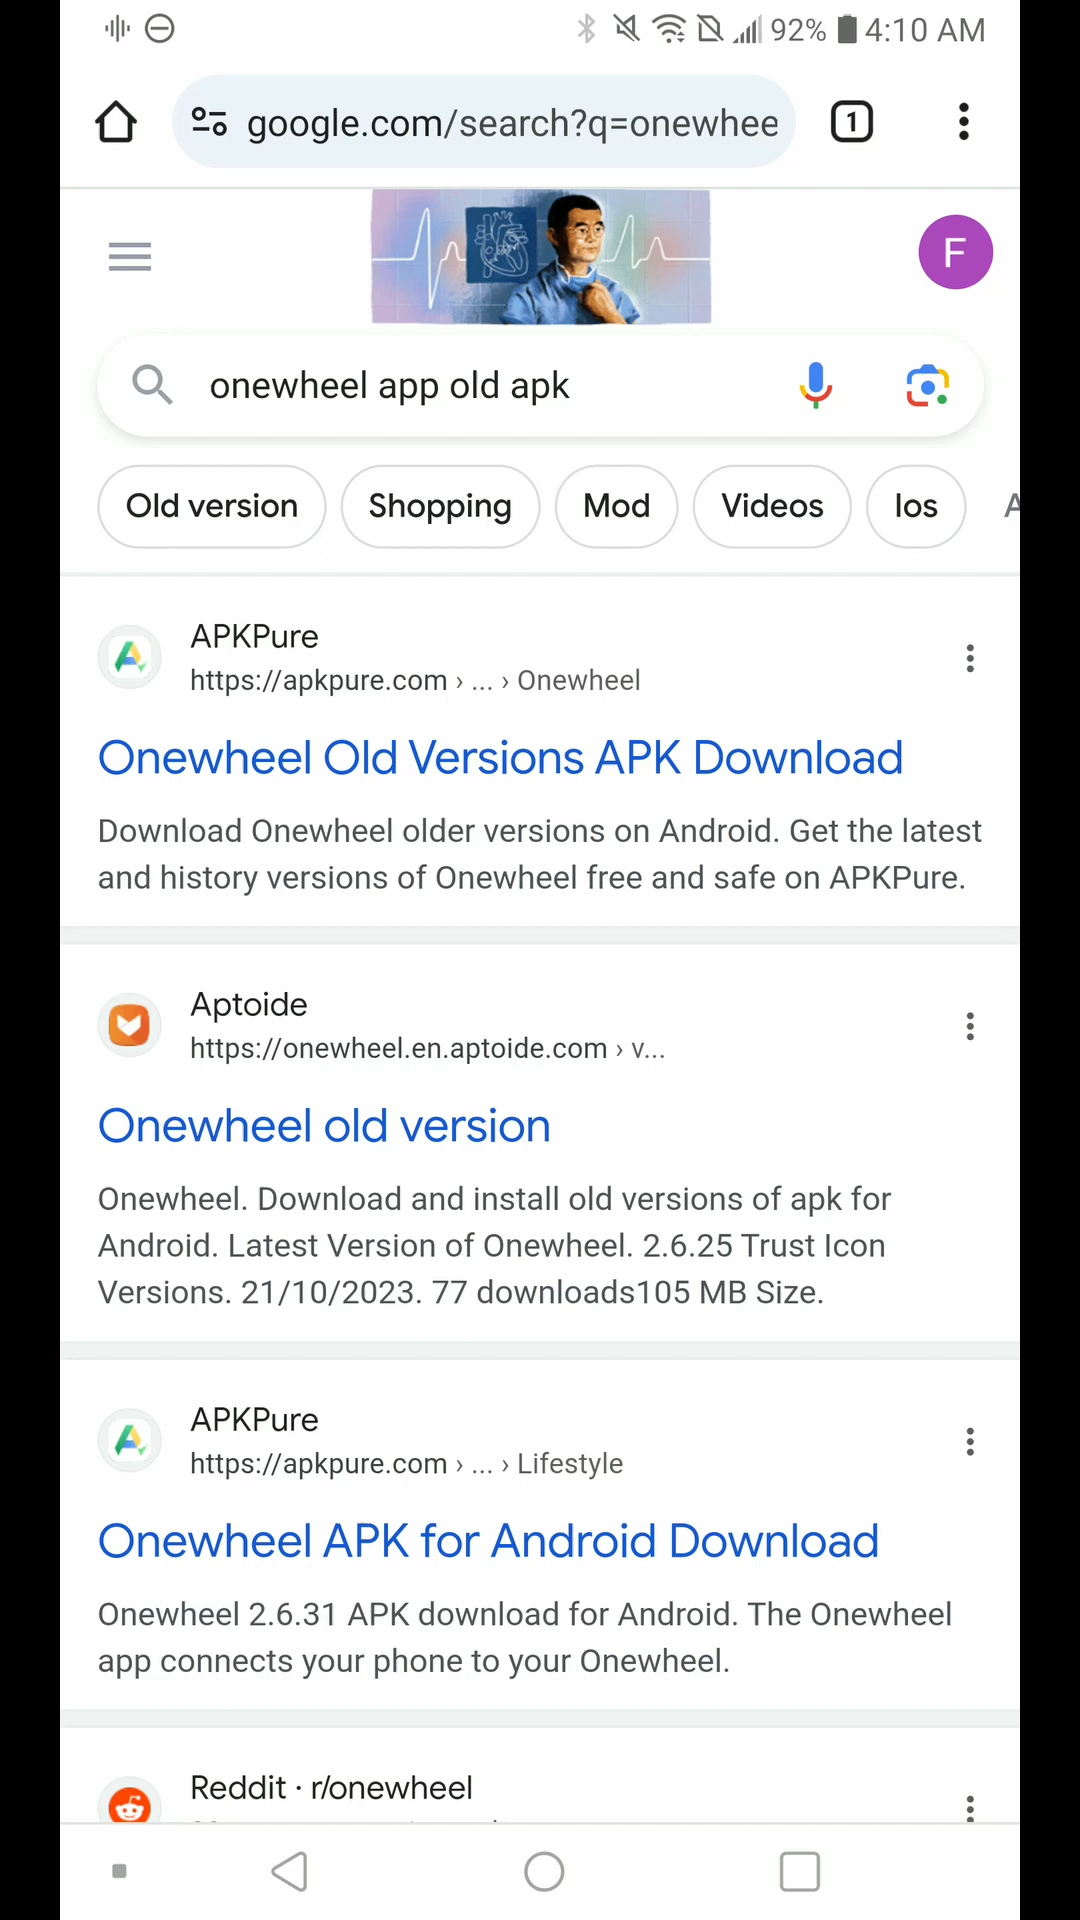 92% 4:10 AM
google.com/search?q=onewhee
1
F
onewheel app old apk
Old version
Shopping
Mod
Videos
Ios
A
APKPure
https://apkpure.com › ... › Onewheel
Onewheel Old Versions APK Download
Download Onewheel older versions on Android. Get the latest
and history versions of Onewheel free and safe on APKPure.
Aptoide
https://onewheel.en.aptoide.com › v...
Onewheel old version
Onewheel. Download and install old versions of apk for
Android. Latest Version of Onewheel. 2.6.25 Trust Icon
Versions. 21/10/2023. 77 downloads105 MB Size.
APKPure
https://apkpure.com › ... › Lifestyle
Onewheel APK for Android Download
Onewheel 2.6.31 APK download for Android. The Onewheel
app connects your phone to your Onewheel.
Reddit · r/onewheel